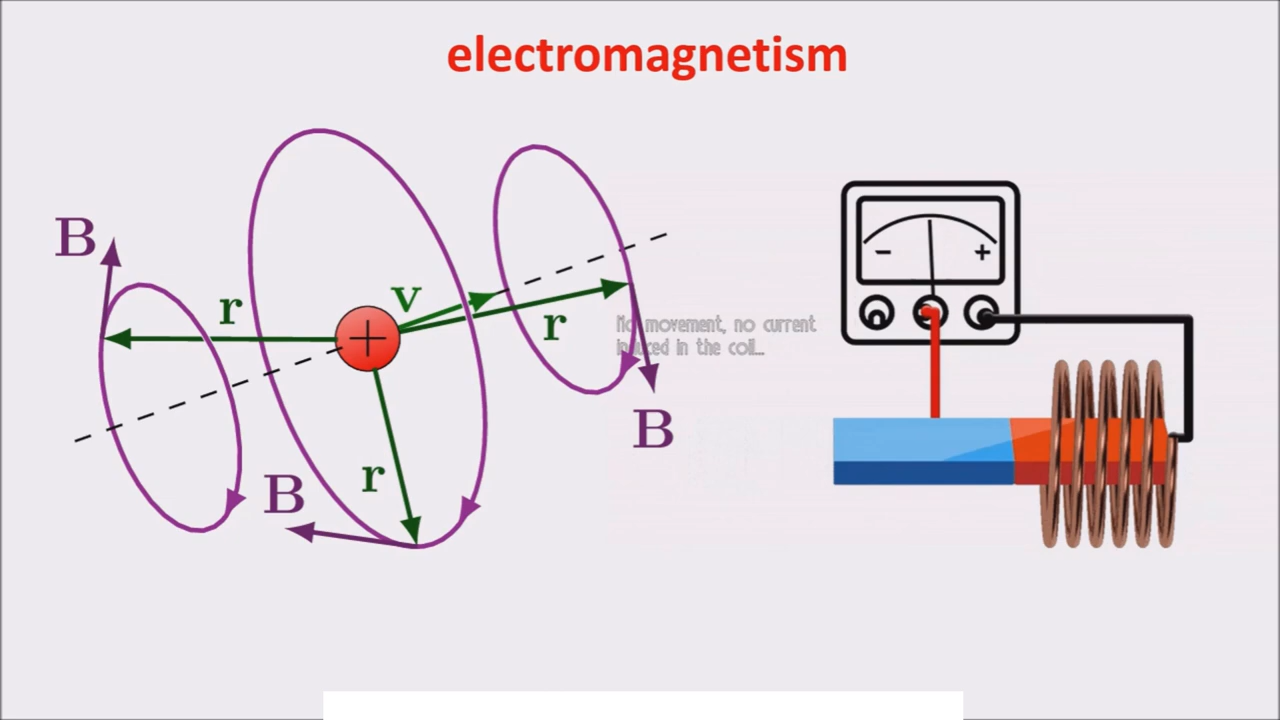 electromagnetism
B
r
v
r
B
r
B
− +
movement, no current
in the coil...